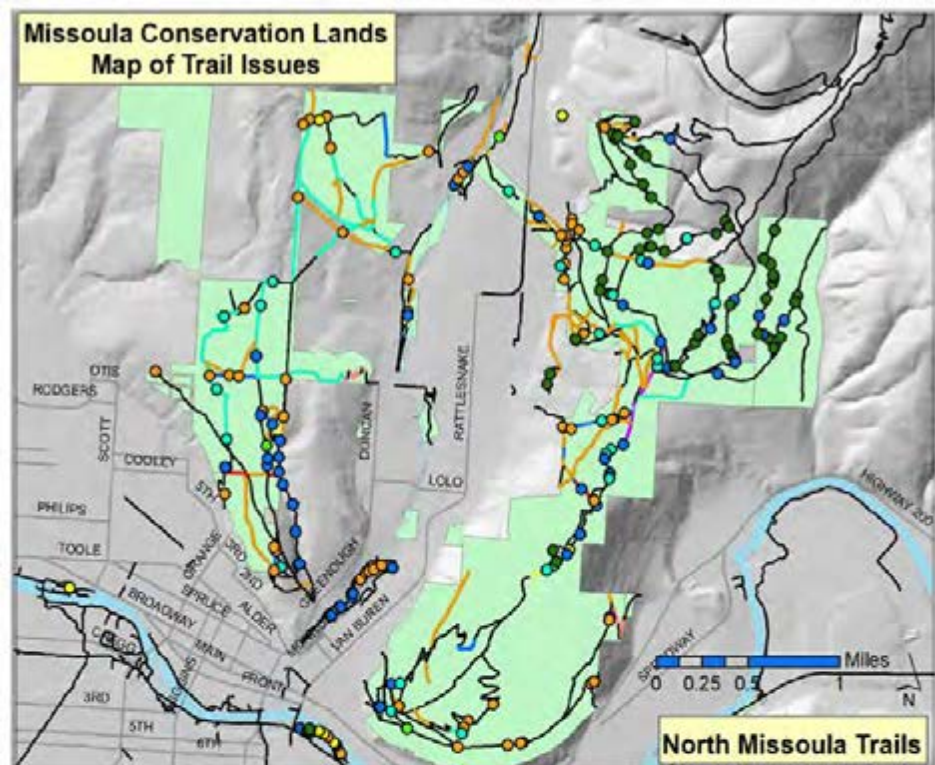 Missoula Conservation Lands
Map of Trail Issues
OTIS
RODGERS
SCOTT
COOLEY
5TH
PHILIPS
TOOLE
ORANGE
3RD
2ND
SPRUCE
ALDER
BROADWAY
MAIN
FRONT
VAN BUREN
DUNCAN
RATTLESNAKE
LOLO
HIGHWAY 200
3RD
5TH
6TH
Miles
0 0.25 0.5 1
N
North Missoula Trails